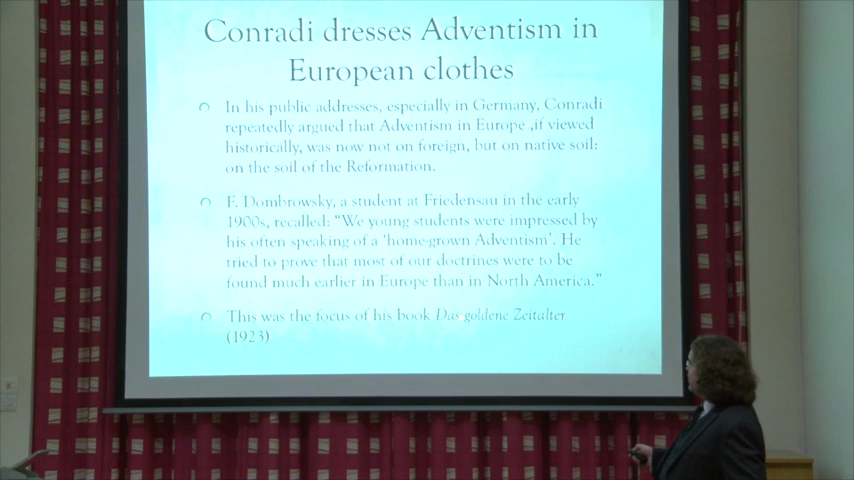 Conradi dresses Adventism in
European clothes
In his public addresses, especially in Germany, Conradi
repeatedly argued that Adventism in Europe ,if viewed
historically, was now not on foreign, but on native soil:
on the soil of the Reformation.
F. Dombrowsky, a student at Friedensau in the early
1900s, recalled: “We young students were impressed by
his often speaking of a ‘home-grown Adventism’. He
tried to prove that most of our doctrines were to be
found much earlier in Europe than in North America.”
This was the focus of his book Das goldene Zeitalter
(1923)